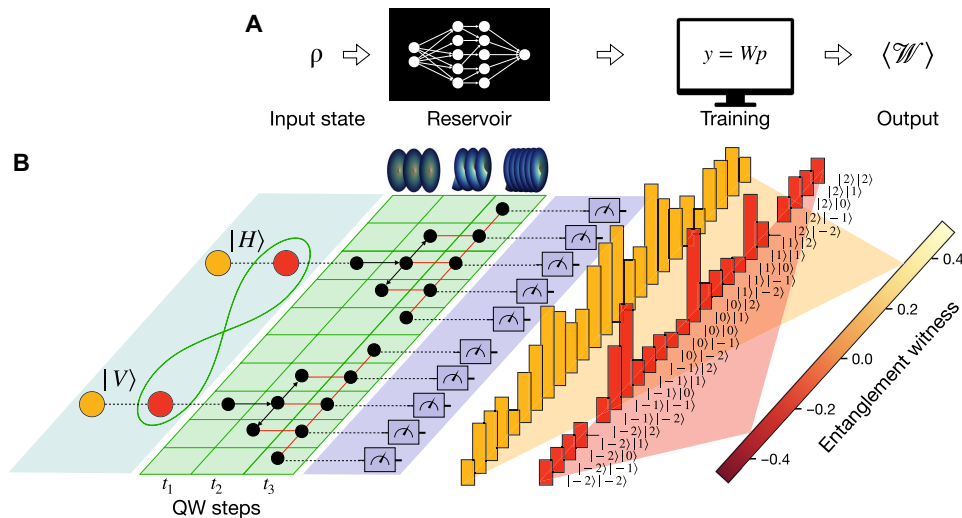 A
ρ
y = Wp
⟨𝒲⟩
Input state
Reservoir
Training
Output
B
|H⟩
|V⟩
t₁
t₂
t₃
QW steps
|2⟩|2⟩
|2⟩|1⟩
|2⟩|0⟩
|2⟩|−1⟩
|2⟩|−2⟩
|1⟩|2⟩
|1⟩|1⟩
|1⟩|0⟩
|1⟩|−1⟩
|1⟩|−2⟩
|0⟩|2⟩
|0⟩|1⟩
|0⟩|0⟩
|0⟩|−1⟩
|0⟩|−2⟩
|−1⟩|2⟩
|−1⟩|1⟩
|−1⟩|0⟩
|−1⟩|−1⟩
|−1⟩|−2⟩
|−2⟩|2⟩
|−2⟩|1⟩
|−2⟩|0⟩
|−2⟩|−1⟩
|−2⟩|−2⟩
0.4
0.2
0.0
−0.2
−0.4
Entanglement witness